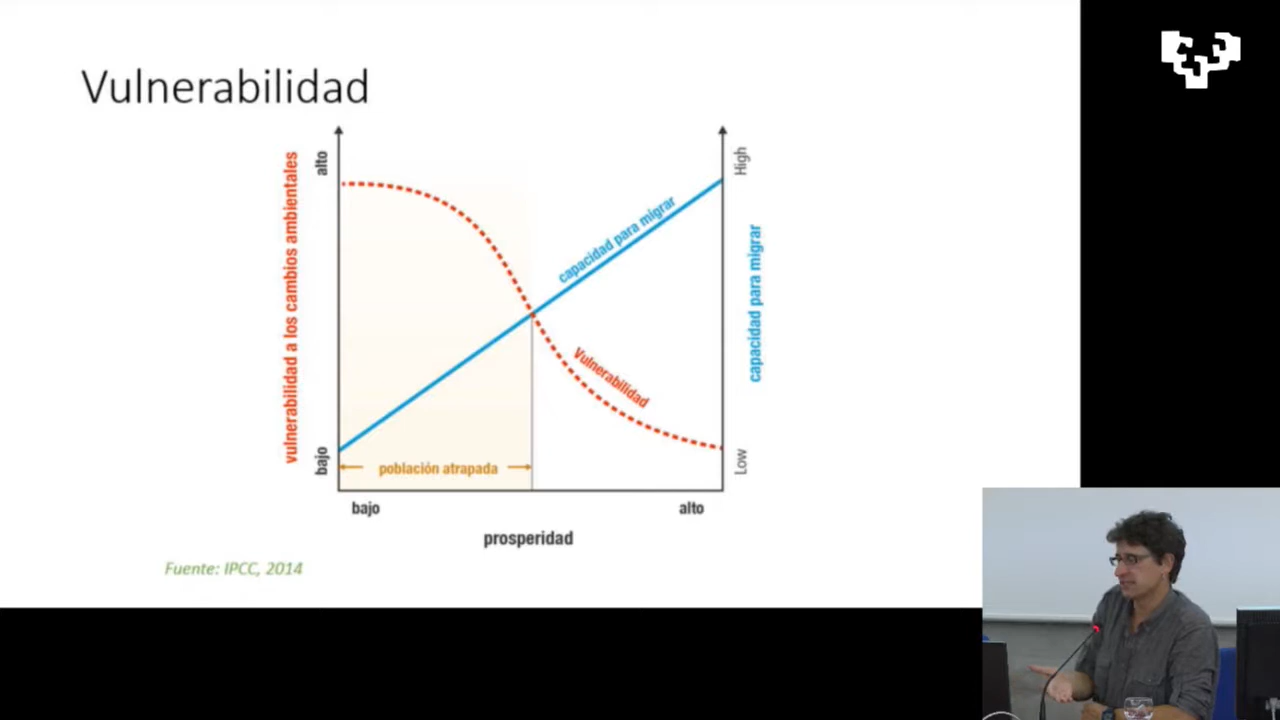 Vulnerabilidad
vulnerabilidad a los cambios ambientales
alto
bajo
High
Low
capacidad para migrar
capacidad para migrar
Vulnerabilidad
población atrapada
bajo
alto
prosperidad
Fuente: IPCC, 2014